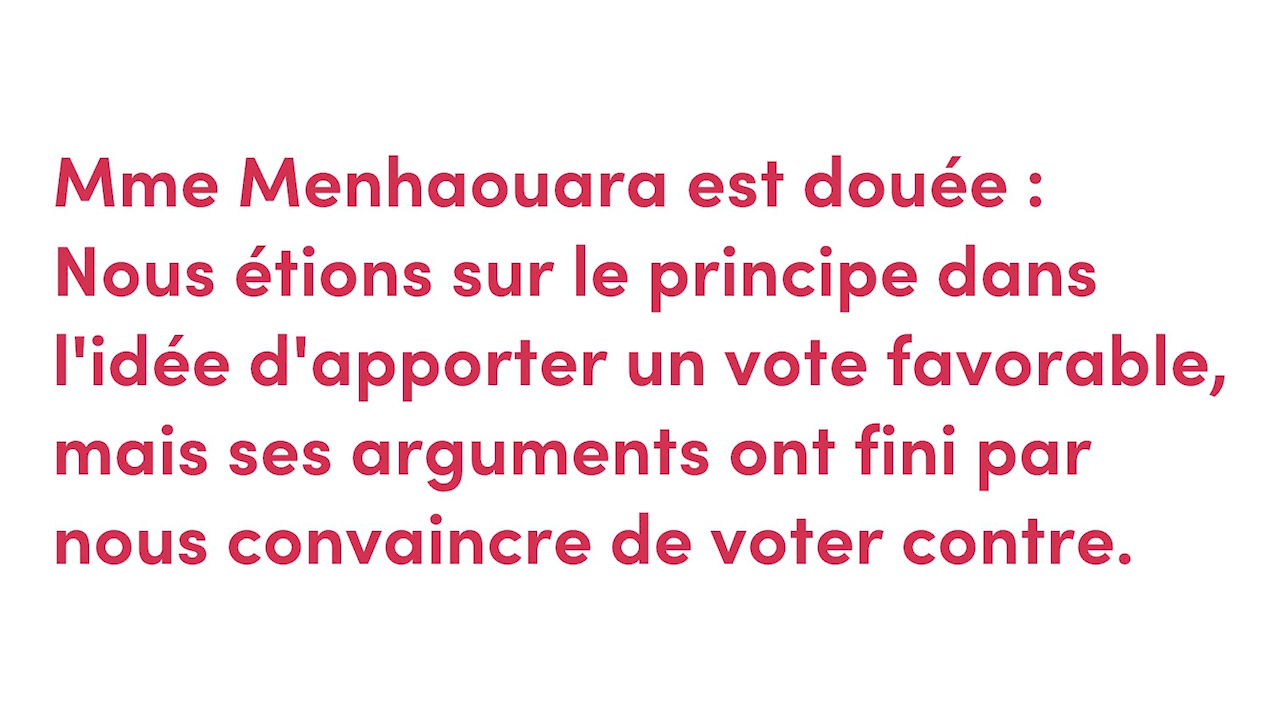 Mme Menhaouara est douée :
Nous étions sur le principe dans
l'idée d'apporter un vote favorable,
mais ses arguments ont fini par
nous convaincre de voter contre.